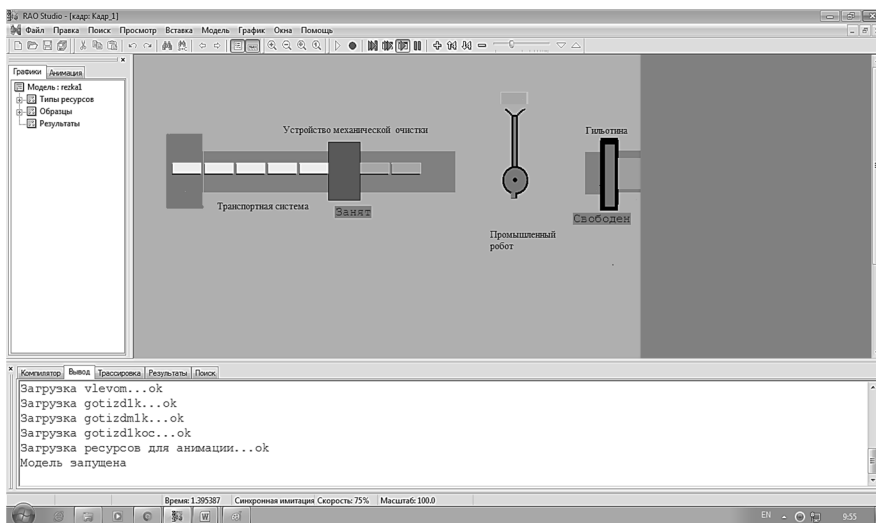 RAO Studio - [кадр: Кадр_1]
Файл Правка Поиск Просмотр Вставка Модель График Окна Помощь
Графики Анимация
Модель : rezka1
Типы ресурсов
Образцы
Результаты
Устройство механической очистки
Гильотина
Транспортная система
Занят
Свободен
Промышленный
робот
Компилятор Вывод Трассировка Результаты Поиск
Загрузка vlevom...ok
Загрузка gotizd1k...ok
Загрузка gotizdm1k...ok
Загрузка gotizd1koc...ok
Загрузка ресурсов для анимации...ok
Модель запущена
Время: 1.395387 Синхронная имитация Скорость: 75% Масштаб: 100.0
EN 9:55